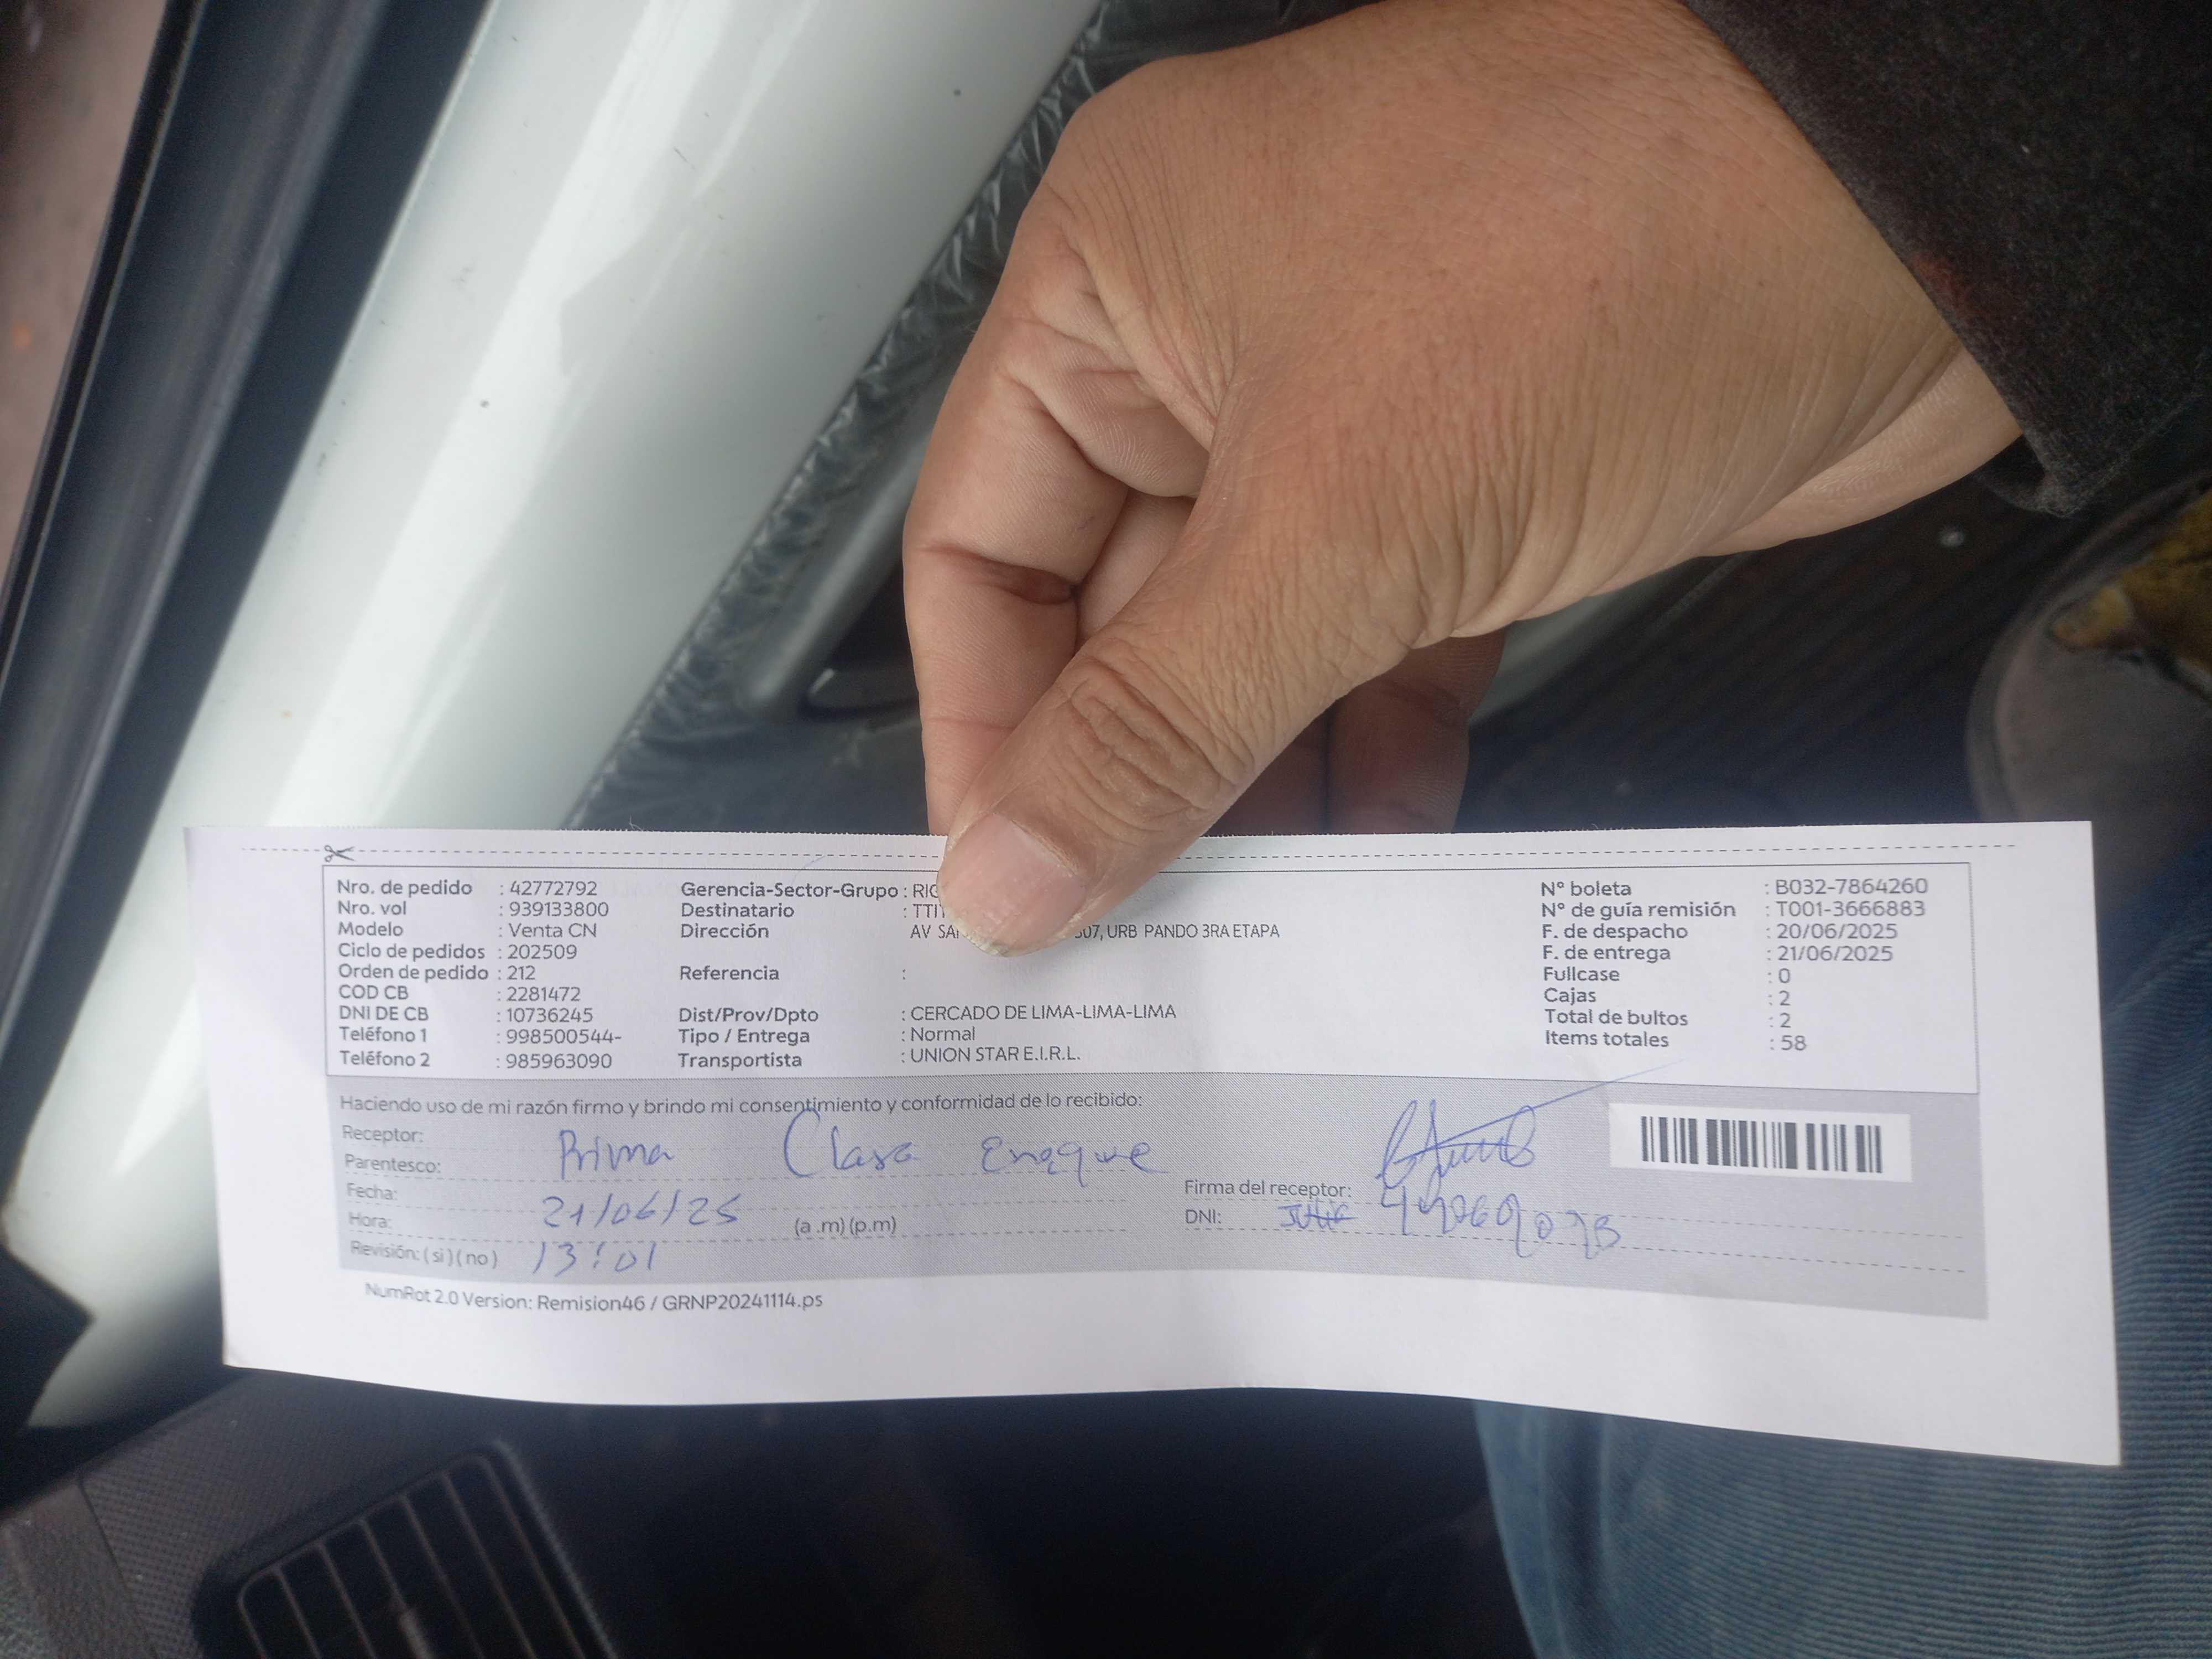 Nro. de pedido : 42772792
Nro. vol : 939133800
Modelo : Venta CN
Ciclo de pedidos : 202509
Orden de pedido : 212
COD CB : 2281472
DNI DE CB : 10736245
Teléfono 1 : 998500544-
Teléfono 2 : 985963090
Gerencia-Sector-Grupo :
Destinatario :
Dirección AV 07, URB PANDO 3RA ETAPA
Referencia :
Dist/Prov/Dpto : CERCADO DE LIMA-LIMA-LIMA
Tipo / Entrega : Normal
Transportista : UNION STAR E.I.R.L.
N° boleta : B032-7864260
N° de guía remisión : T001-3666883
F. de despacho : 20/06/2025
F. de entrega : 21/06/2025
Fullcase : 0
Cajas : 2
Total de bultos : 2
Items totales : 58
Haciendo uso de mi razón firmo y brindo mi consentimiento y conformidad de lo recibido:
Receptor:
Parentesco: Prima Clara
Fecha: 21/06/25
Hora: (a .m) (p.m)
Revisión: ( si ) ( no ) 13:01
Firma del receptor:
DNI:
NumRot 2.0 Version: Remision46 / GRNP20241114.ps